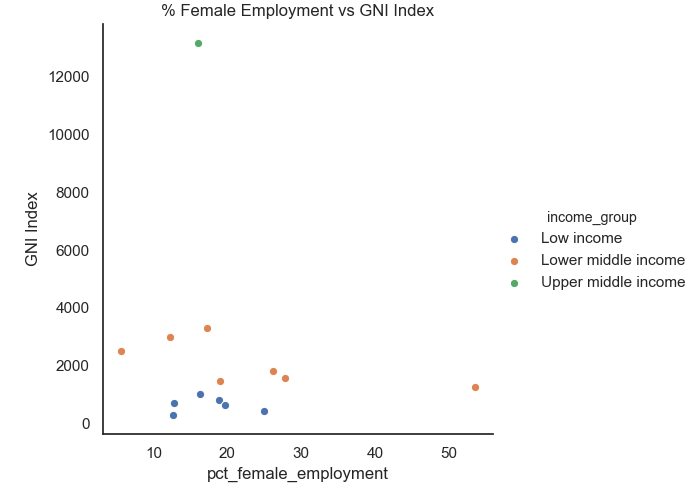 % Female Employment vs GNI Index
12000
10000
8000
6000
4000
2000
0
GNI Index
10 20 30 40 50
pct_female_employment
income_group
Low income
Lower middle income
Upper middle income